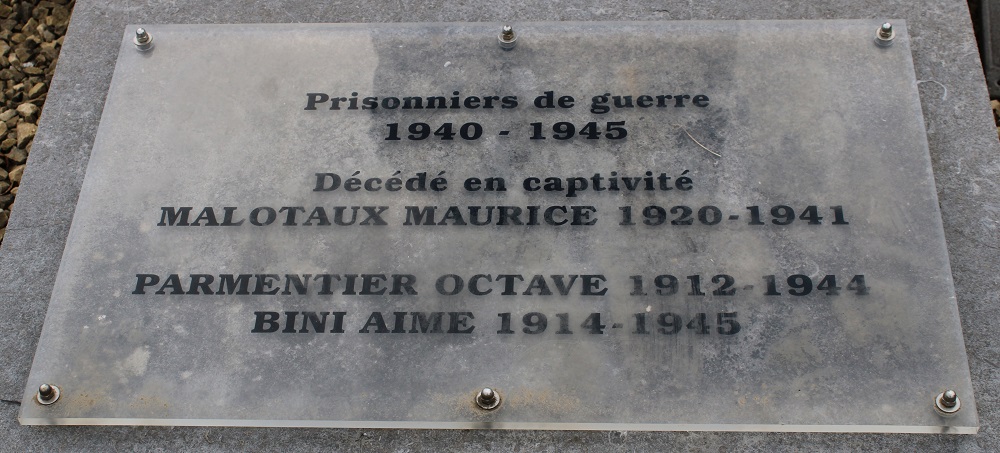 Prisonniers de guerre
1940 - 1945
Décédé en captivité
MALOTAUX MAURICE 1920-1941
PARMENTIER OCTAVE 1912-1944
BINI AIME 1914-1945